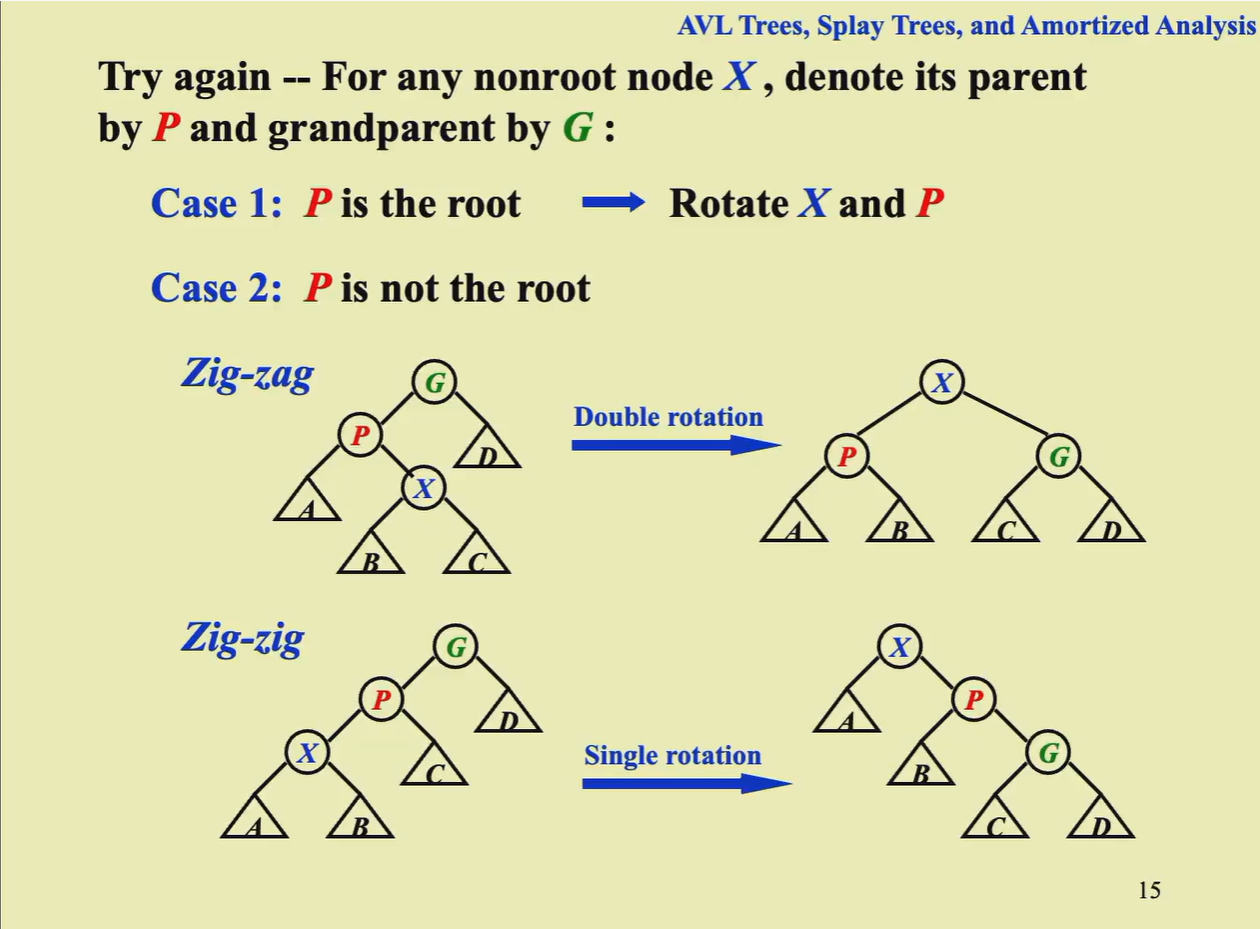 AVL Trees, Splay Trees, and Amortized Analysis
Try again -- For any nonroot node X , denote its parent
by P and grandparent by G :
Case 1: P is the root Rotate X and P
Case 2: P is not the root
Zig-zag
G
P
D
A
X
B
C
Double rotation
X
P
G
A
B
C
D
Zig-zig
G
P
D
X
C
A
B
Single rotation
X
A
P
B
G
C
D
15